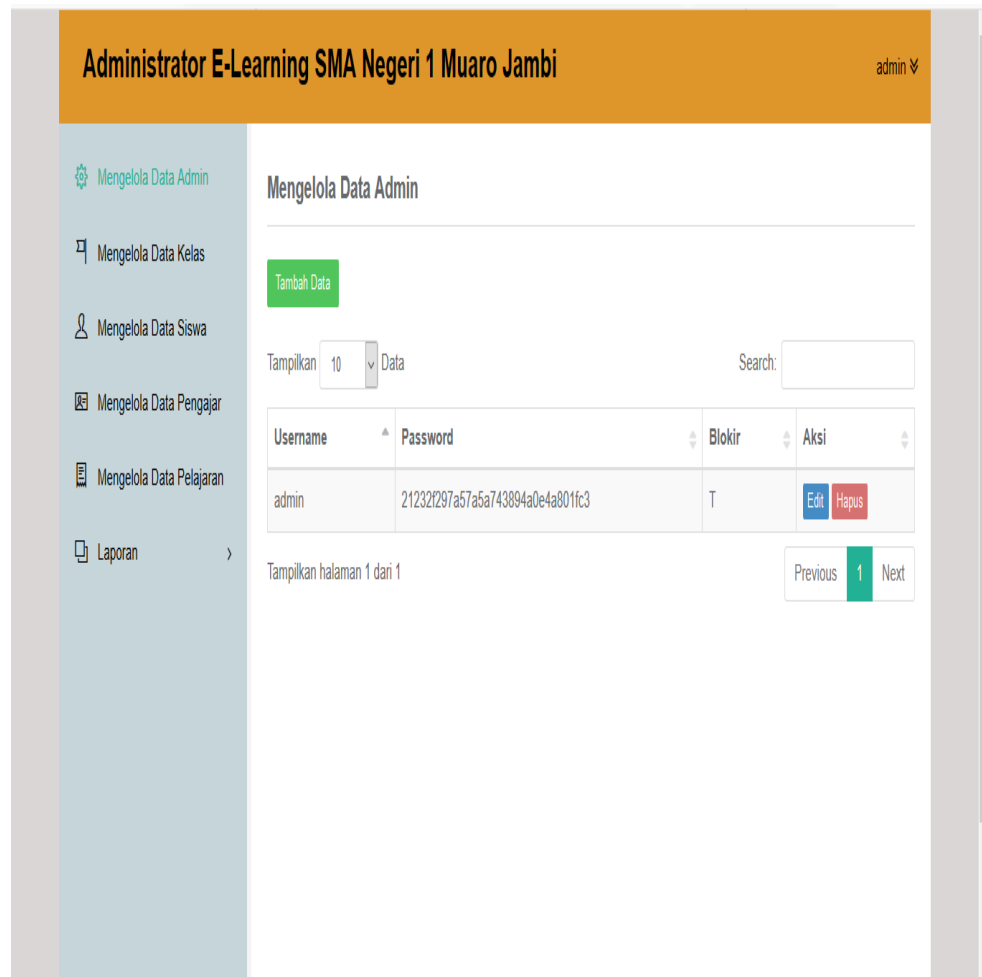 Administrator E-Learning SMA Negeri 1 Muaro Jambi
admin
Mengelola Data Admin
Mengelola Data Kelas
Mengelola Data Siswa
Mengelola Data Pengajar
Mengelola Data Pelajaran
Laporan
Mengelola Data Admin
Tambah Data
Tampilkan 10 Data Search:
Username Password Blokir Aksi
admin 21232f297a57a5a743894a0e4a801fc3 T Edit Hapus
Tampilkan halaman 1 dari 1 Previous 1 Next